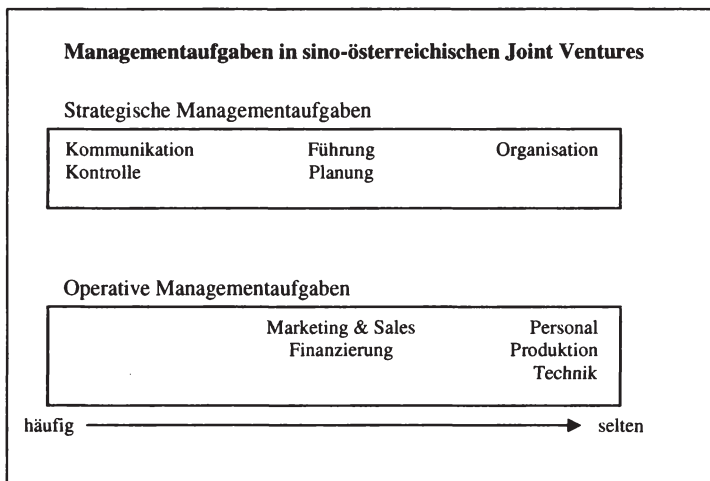 Managementaufgaben in sino-österreichischen Joint Ventures
Strategische Managementaufgaben
Kommunikation Führung Organisation
Kontrolle Planung
Operative Managementaufgaben
Marketing & Sales Personal
Finanzierung Produktion
Technik
häufig selten